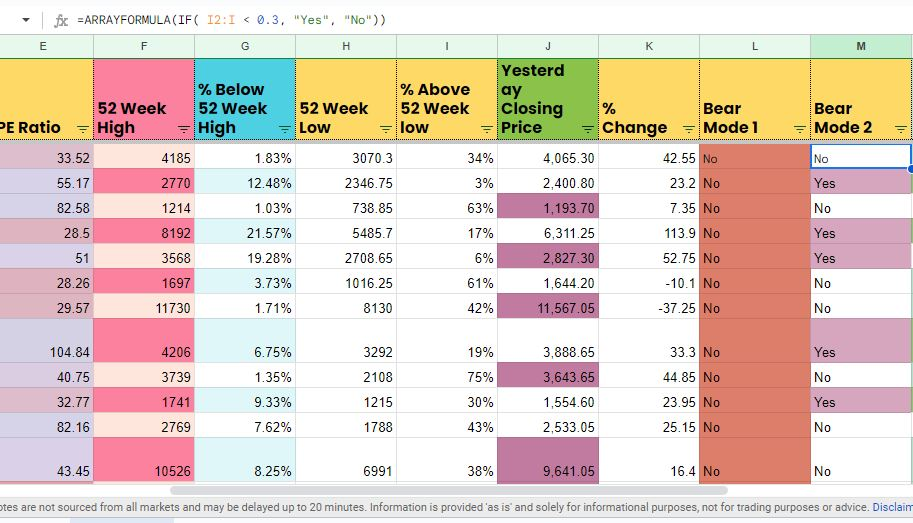 fx =ARRAYFORMULA(IF( I2:I < 0.3, "Yes", "No"))
E F G H I J K L M
PE Ratio 52 Week High % Below 52 Week High 52 Week Low % Above 52 Week low Yesterd ay Closing Price % Change Bear Mode 1 Bear Mode 2
33.52 4185 1.83% 3070.3 34% 4,065.30 42.55 No No
55.17 2770 12.48% 2346.75 3% 2,400.80 23.2 No Yes
82.58 1214 1.03% 738.85 63% 1,193.70 7.35 No No
28.5 8192 21.57% 5485.7 17% 6,311.25 113.9 No Yes
51 3568 19.28% 2708.65 6% 2,827.30 52.75 No Yes
28.26 1697 3.73% 1016.25 61% 1,644.20 -10.1 No No
29.57 11730 1.71% 8130 42% 11,567.05 -37.25 No No
104.84 4206 6.75% 3292 19% 3,888.65 33.3 No Yes
40.75 3739 1.35% 2108 75% 3,643.65 44.85 No No
32.77 1741 9.33% 1215 30% 1,554.60 23.95 No Yes
82.16 2769 7.62% 1788 43% 2,533.05 25.15 No No
43.45 10526 8.25% 6991 38% 9,641.05 16.4 No No
otes are not sourced from all markets and may be delayed up to 20 minutes. Information is provided 'as is' and solely for informational purposes, not for trading purposes or advice. Disclaim